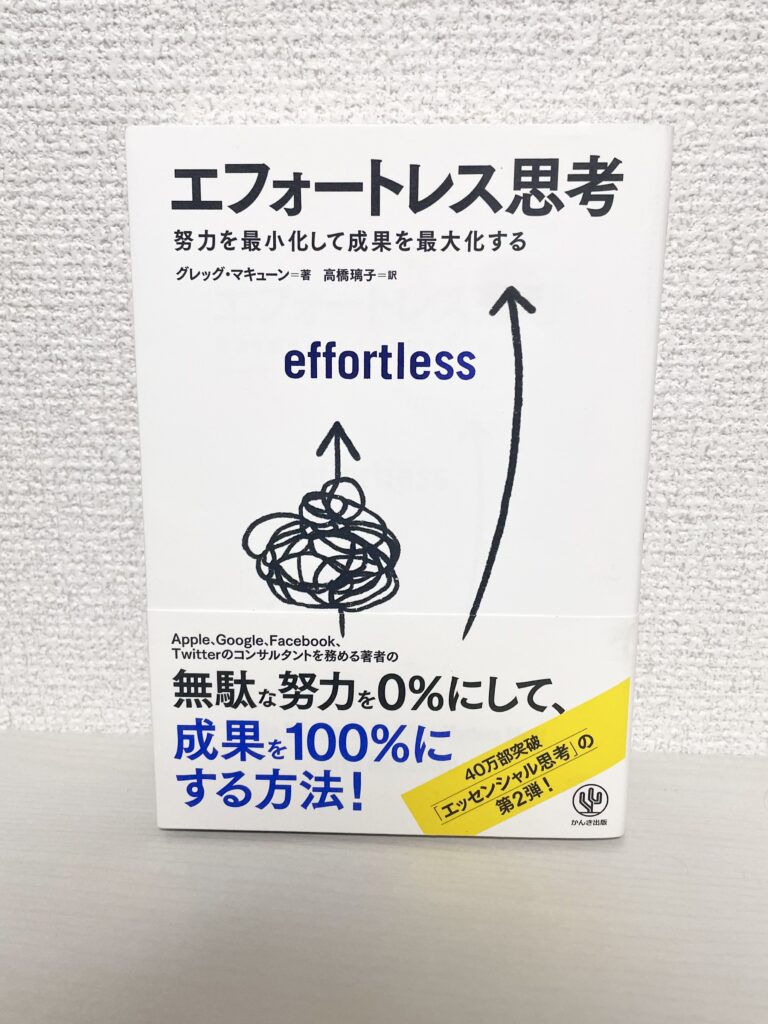 エフォートレス思考
努力を最小化して成果を最大化する
グレッグ・マキューン=著 高橋璃子=訳
effortless
Apple、Google、Facebook、
Twitterのコンサルタントを務める著者の
無駄な努力を0%にして、
成果を100%に
する方法!
40万部突破
「エッセンシャル思考」の
第2弾!
かんき出版